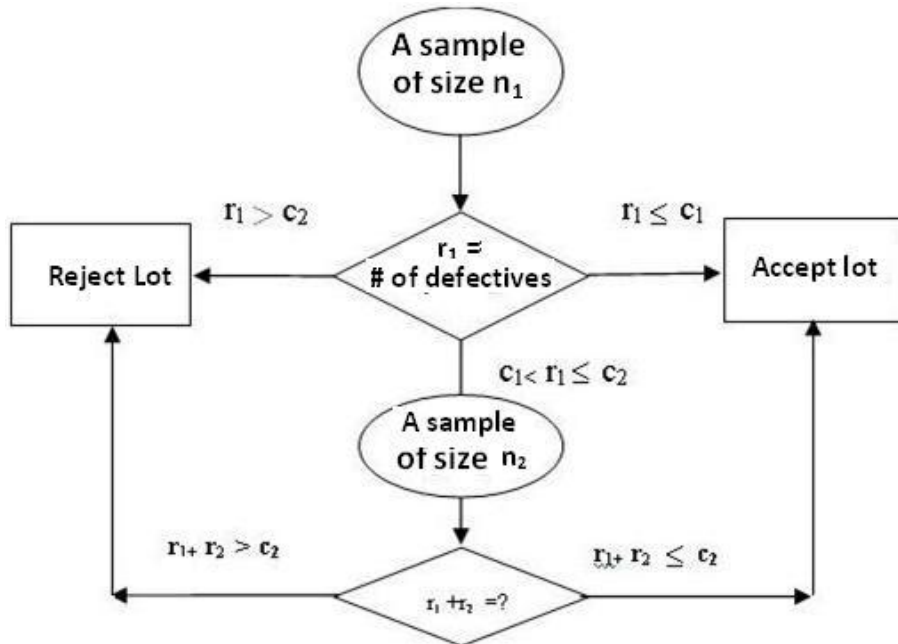 A sample
of size n₁
r₁ > c₂
r₁ ≤ c₁
Reject Lot
r₁ =
# of defectives
Accept lot
c₁< r₁ ≤ c₂
A sample
of size n₂
r₁₊ r₂ > c₂
r₁₊ r₂ ≤ c₂
r₁ +r₂ =?